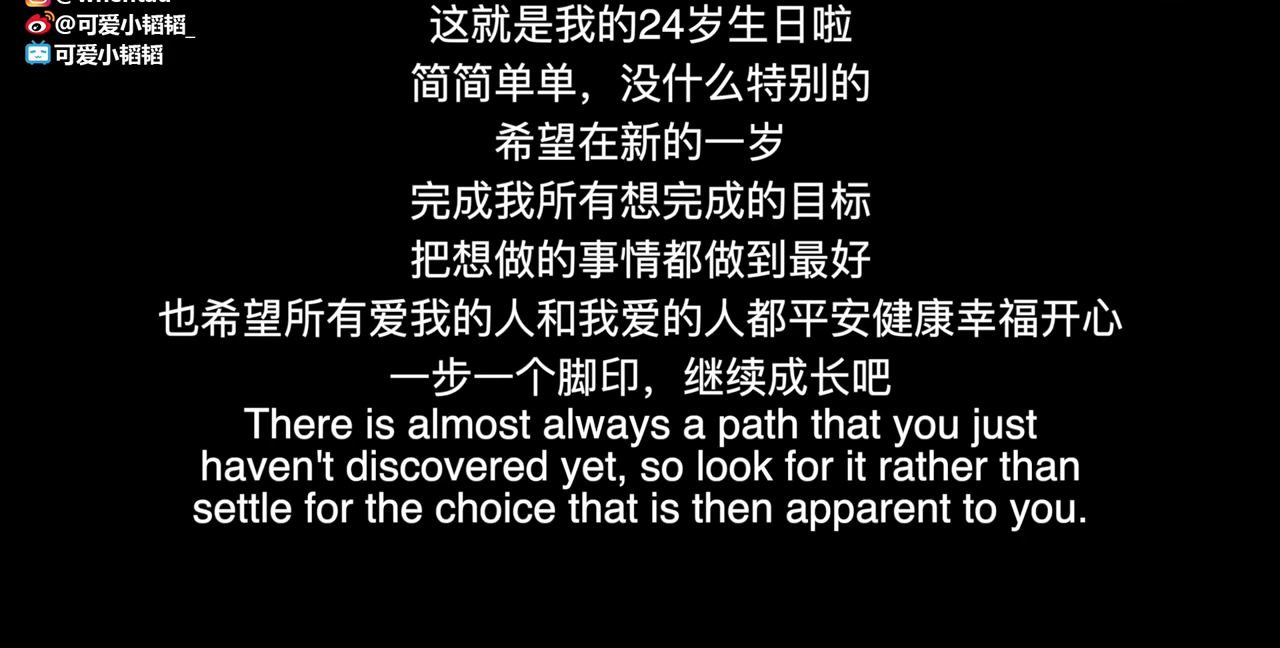 @可爱小韬韬_
可爱小韬韬
这就是我的24岁生日啦
简简单单，没什么特别的
希望在新的一岁
完成我所有想完成的目标
把想做的事情都做到最好
也希望所有爱我的人和我爱的人都平安健康幸福开心
一步一个脚印，继续成长吧
There is almost always a path that you just
haven't discovered yet, so look for it rather than
settle for the choice that is then apparent to you.